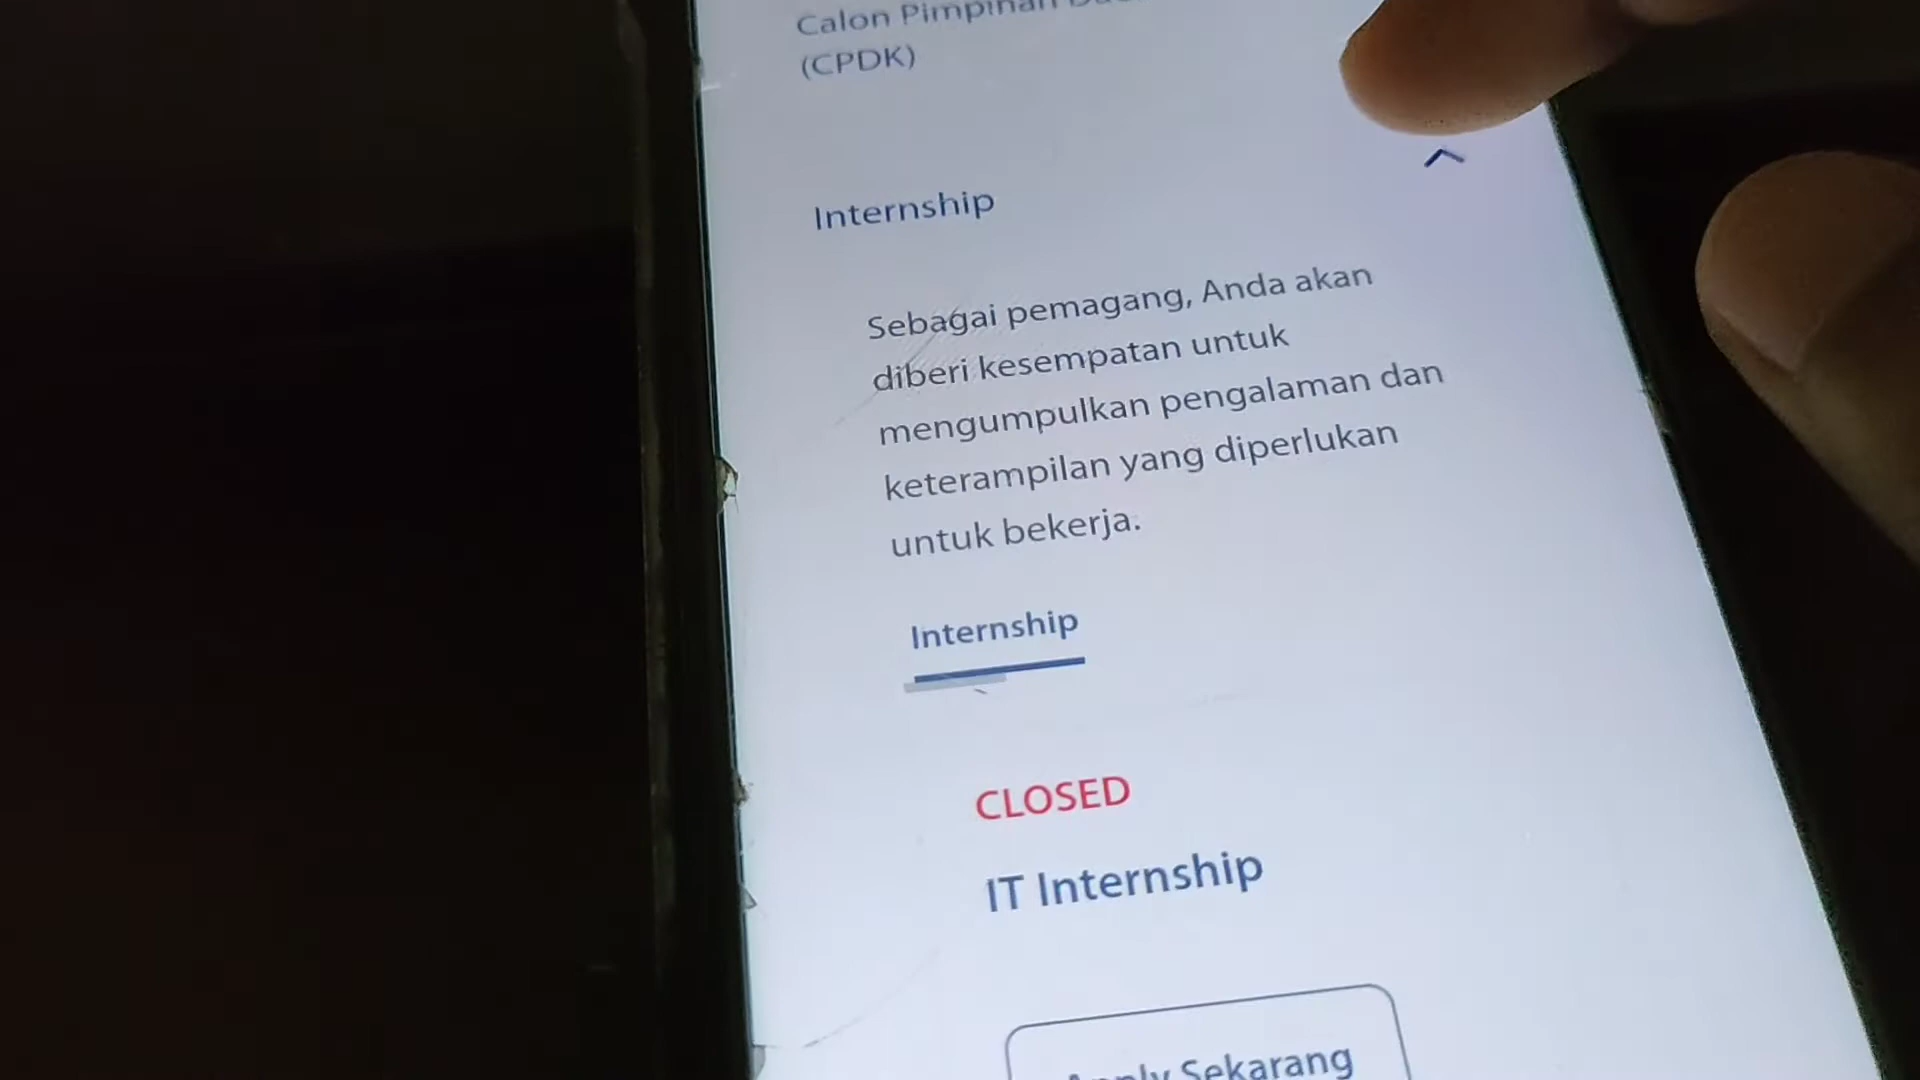 Calon Pimpinan
(CPDK)
Internship
Sebagai pemagang, Anda akan
diberi kesempatan untuk
mengumpulkan pengalaman dan
keterampilan yang diperlukan
untuk bekerja.
Internship
CLOSED
IT Internship
Apply Sekarang